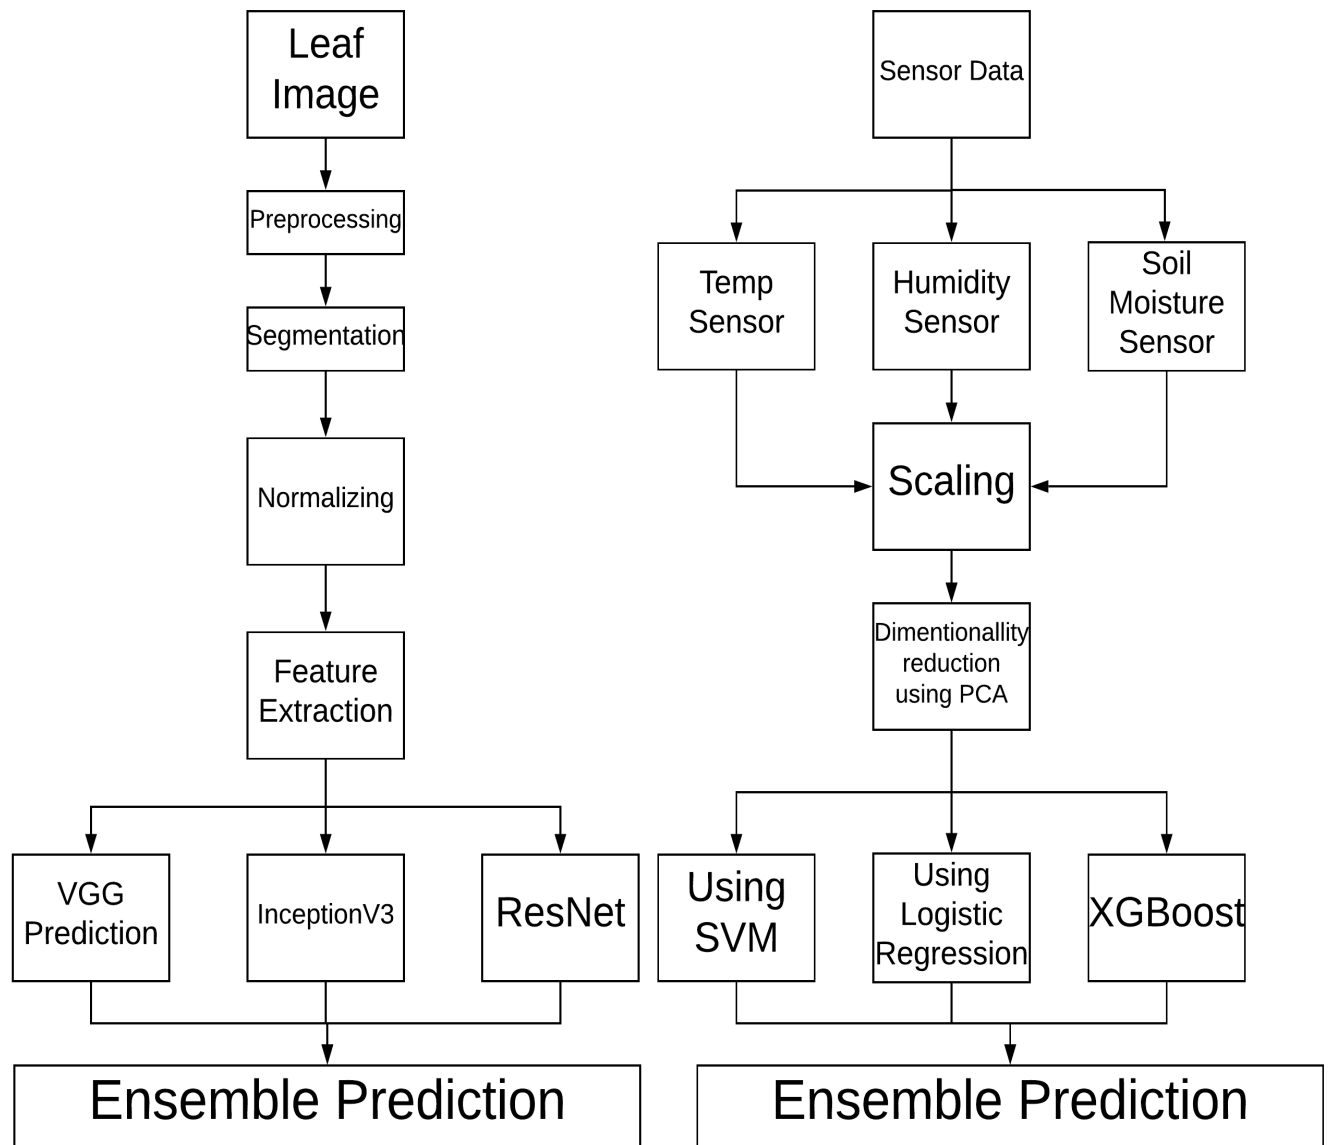 Leaf
Image
Preprocessing
Segmentation
Normalizing
Feature
Extraction
VGG
Prediction
InceptionV3
ResNet
Ensemble Prediction
Sensor Data
Temp
Sensor
Humidity
Sensor
Soil
Moisture
Sensor
Scaling
Dimentionallity
reduction
using PCA
Using
SVM
Using
Logistic
Regression
XGBoost
Ensemble Prediction